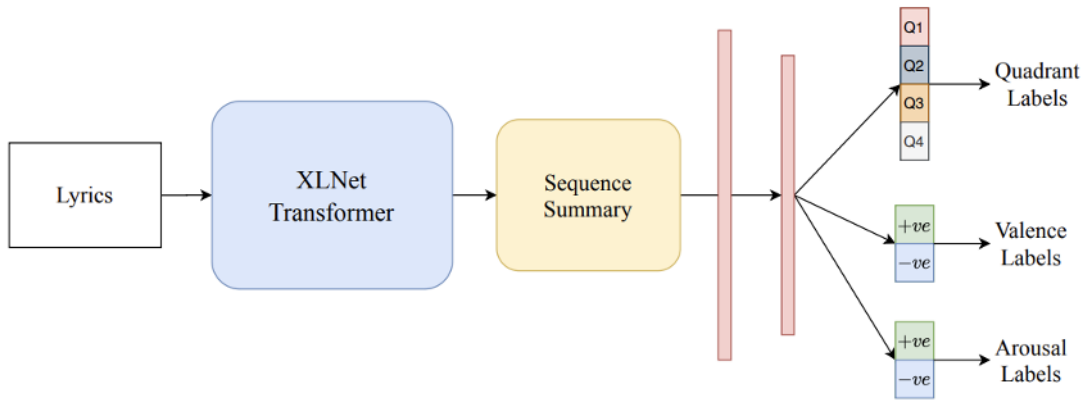 Lyrics
XLNet
Transformer
Sequence
Summary
Q1
Q2
Q3
Q4
Quadrant
Labels
+ve
−ve
Valence
Labels
+ve
−ve
Arousal
Labels